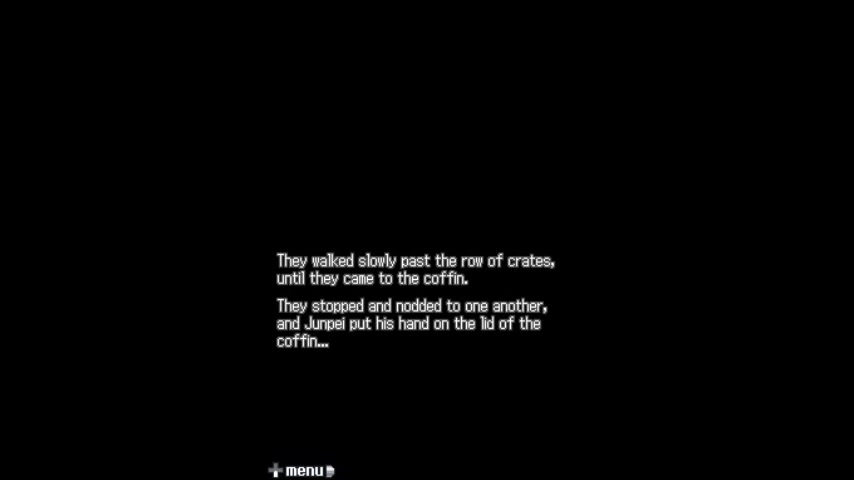 They walked slowly past the row of crates,
until they came to the coffin.
They stopped and nodded to one another,
and Junpei put his hand on the lid of the
coffin...
menu